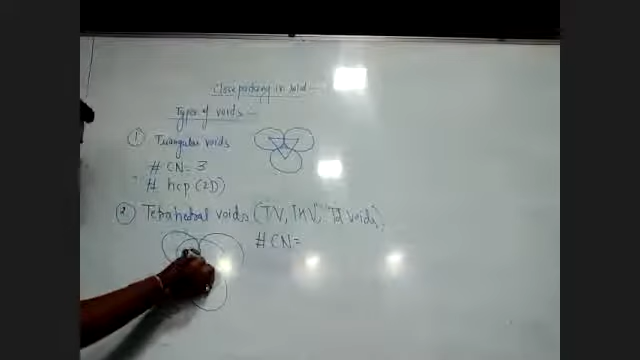 Close packing in solid
Types of voids
① Triangular voids
# CN = 3
# hcp (2D)
② Tetrahedral voids (TV, THV, Td voids)
# CN =